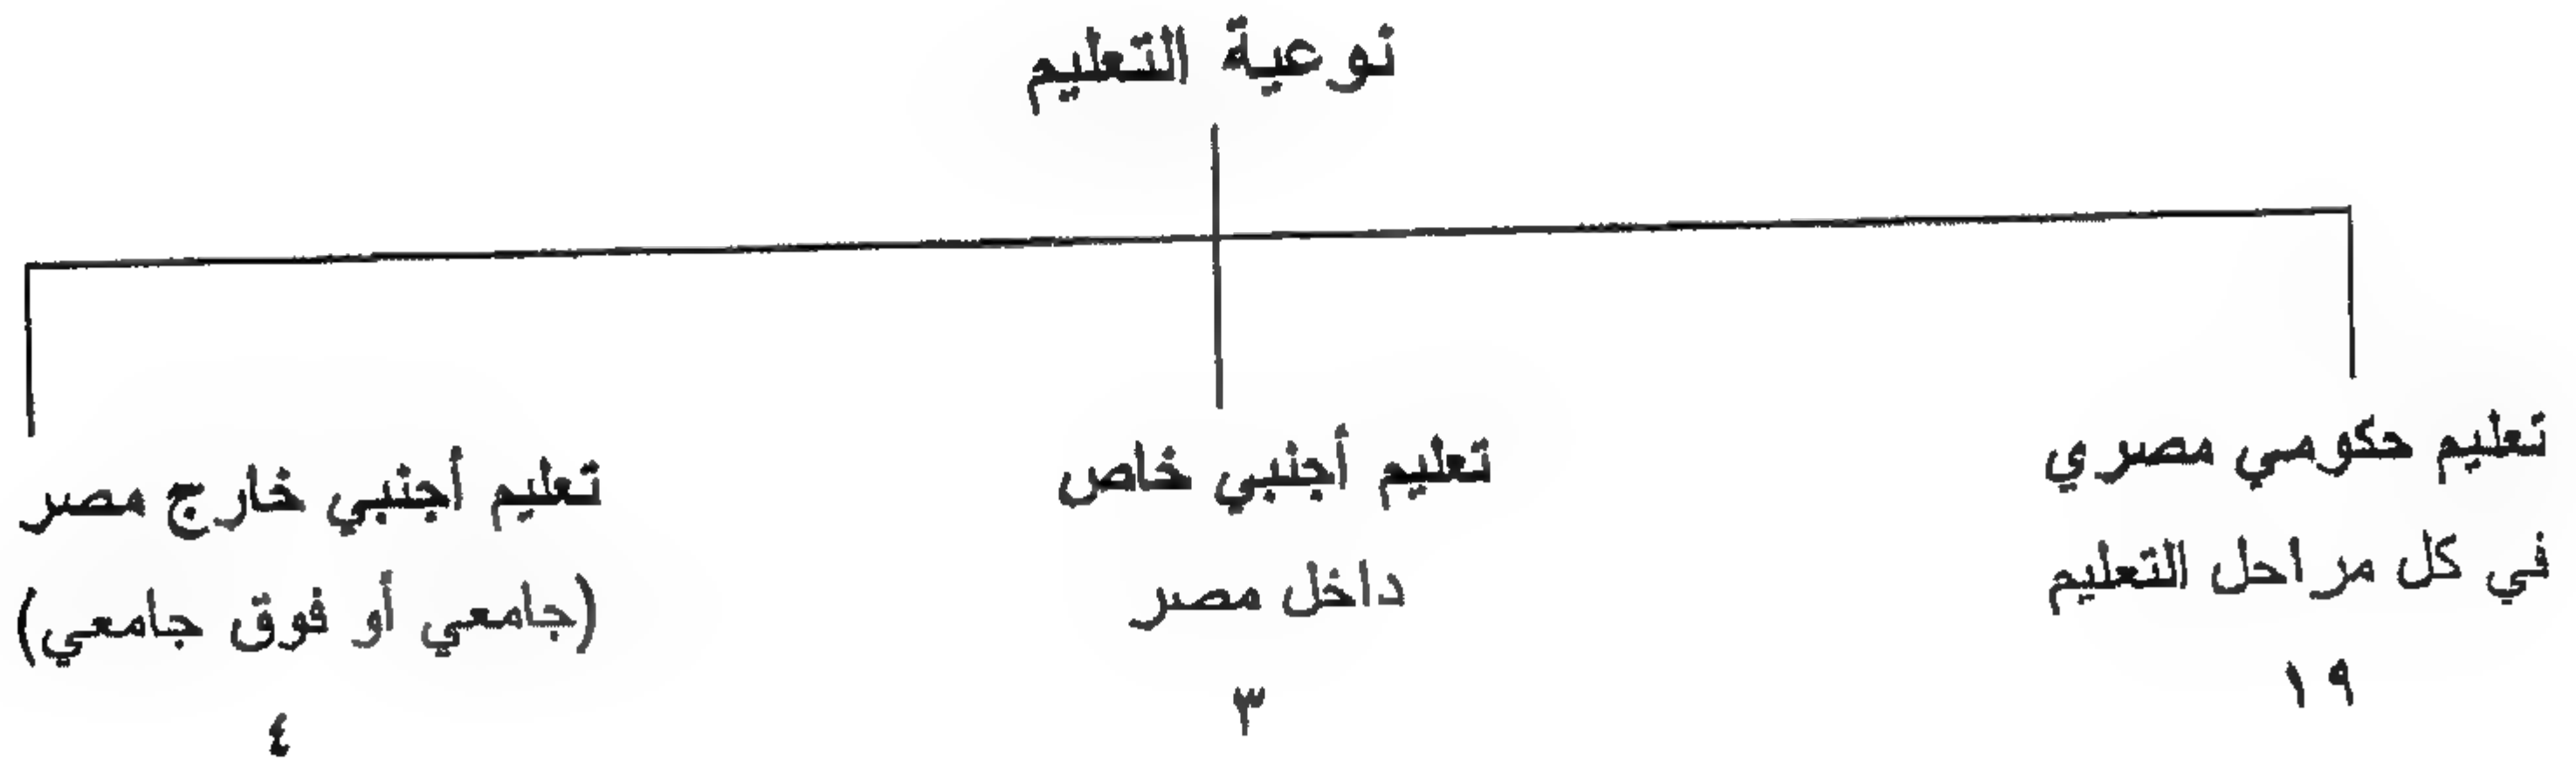 نوعية التعليم
تعليم حكومي مصري
في كل مراحل التعليم
١٩
تعليم أجنبي خاص
داخل مصر
٣
تعليم أجنبي خارج مصر
(جامعي أو فوق جامعي)
٤